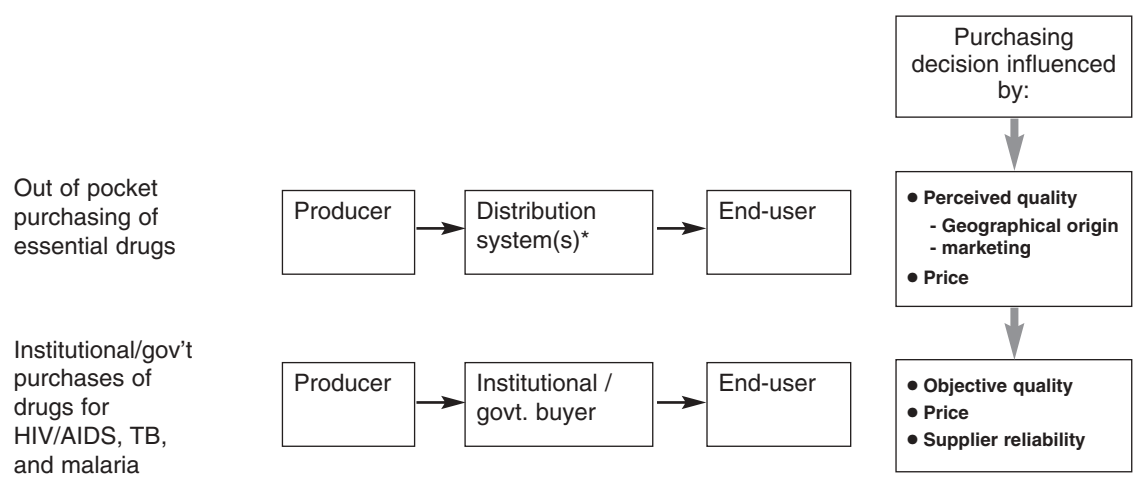 Purchasing
decision influenced
by:
Out of pocket
purchasing of
essential drugs
Producer
Distribution
system(s)*
End-user
● Perceived quality
- Geographical origin
- marketing
● Price
Institutional/gov't
purchases of
drugs for
HIV/AIDS, TB,
and malaria
Producer
Institutional /
govt. buyer
End-user
● Objective quality
● Price
● Supplier reliability